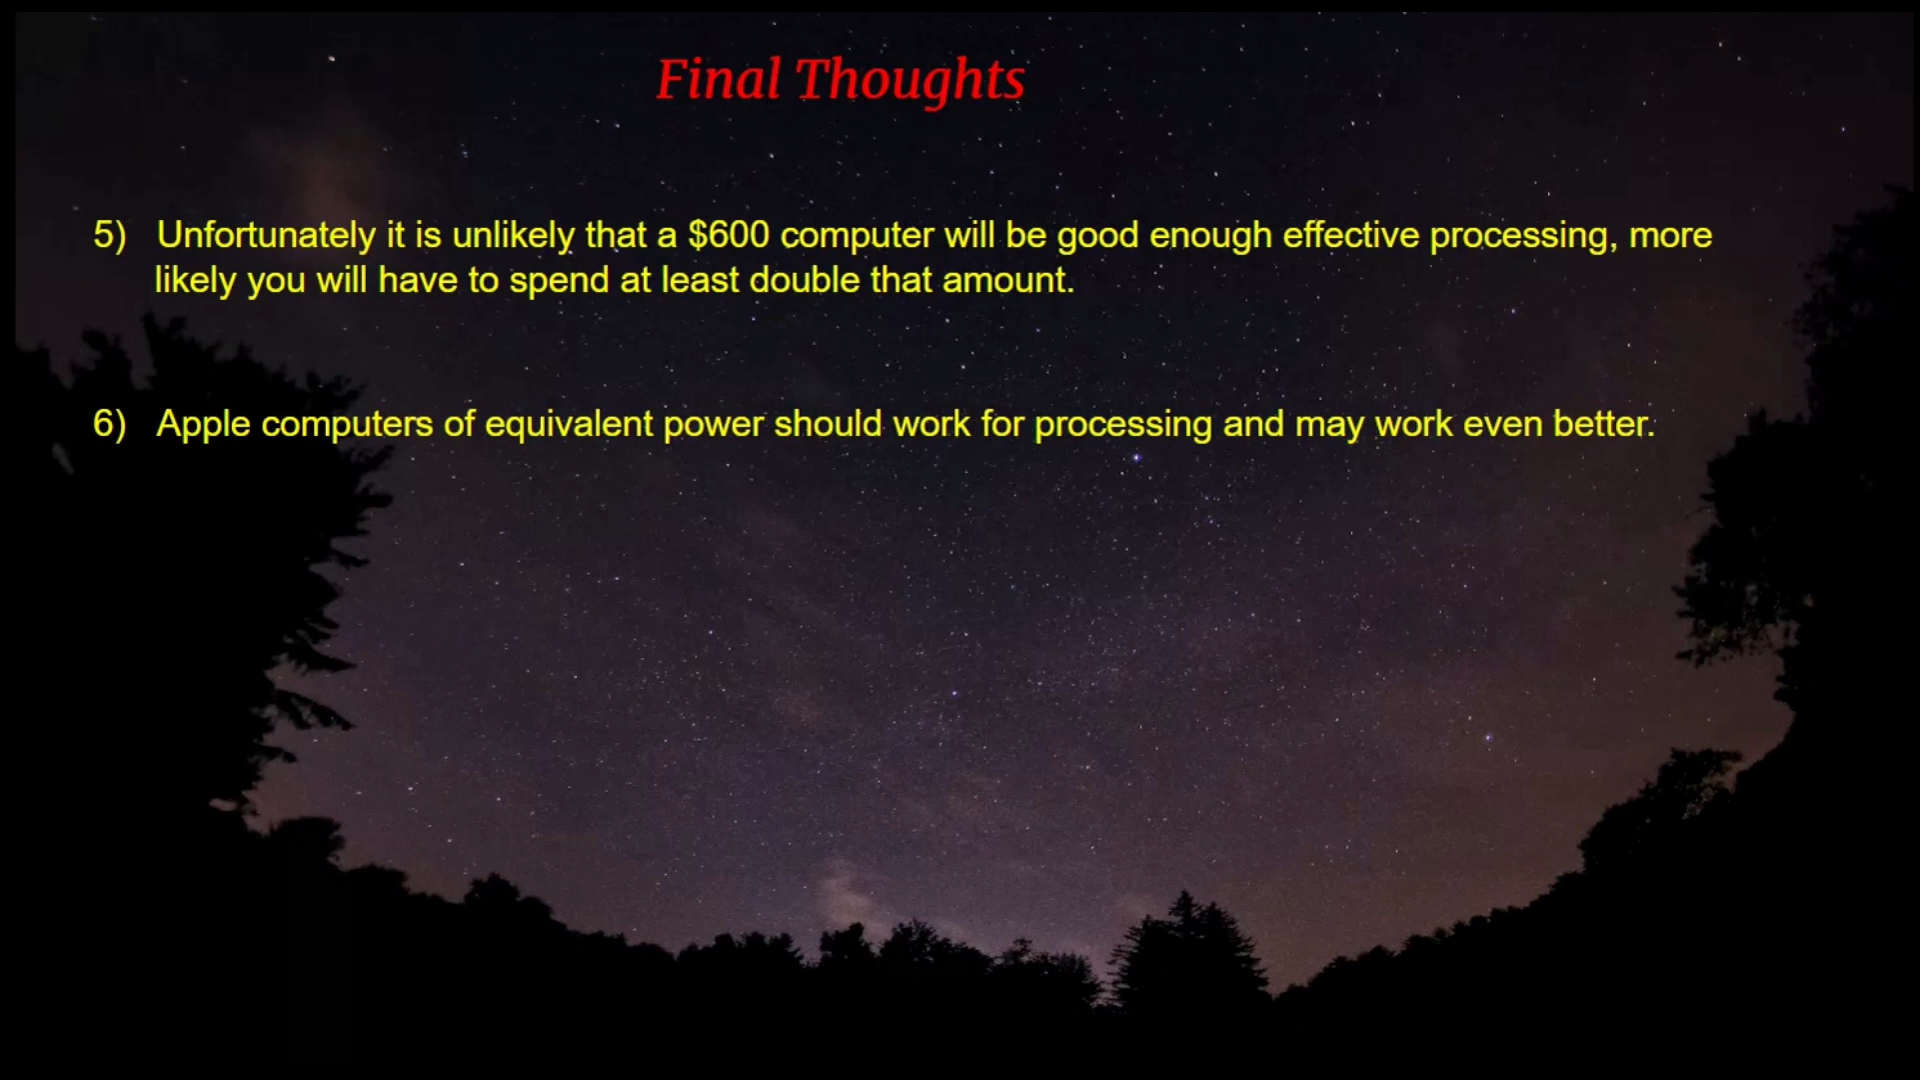 Final Thoughts
5) Unfortunately it is unlikely that a $600 computer will be good enough effective processing, more
likely you will have to spend at least double that amount.
6) Apple computers of equivalent power should work for processing and may work even better.